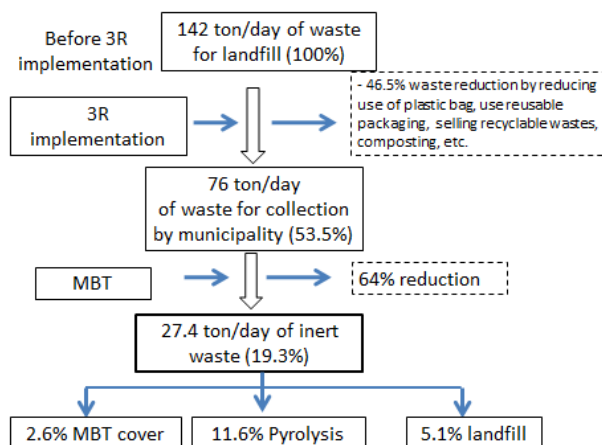 Before 3R
implementation
142 ton/day of waste
for landfill (100%)
3R
implementation
- 46.5% waste reduction by reducing
use of plastic bag, use reusable
packaging, selling recyclable wastes,
composting, etc.
76 ton/day
of waste for collection
by municipality (53.5%)
MBT
64% reduction
27.4 ton/day of inert
waste (19.3%)
2.6% MBT cover
11.6% Pyrolysis
5.1% landfill